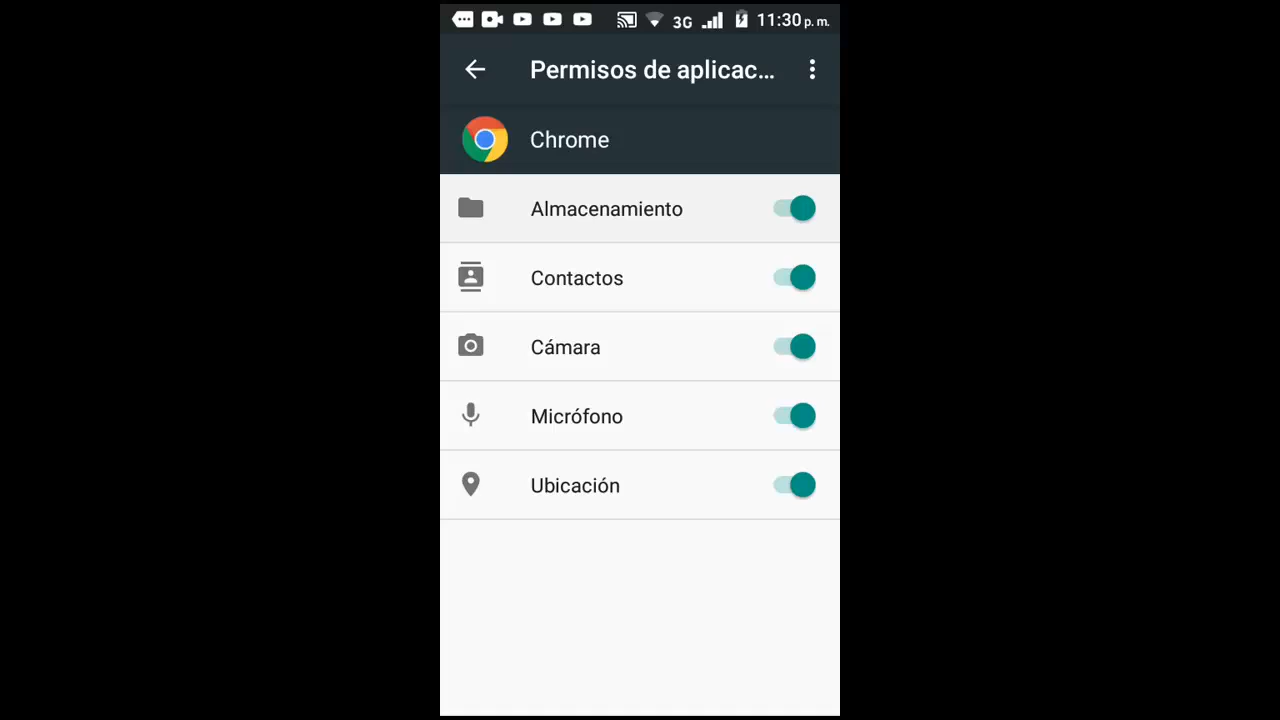 3G 11:30 p. m.
Permisos de aplicac...
Chrome
Almacenamiento
Contactos
Cámara
Micrófono
Ubicación